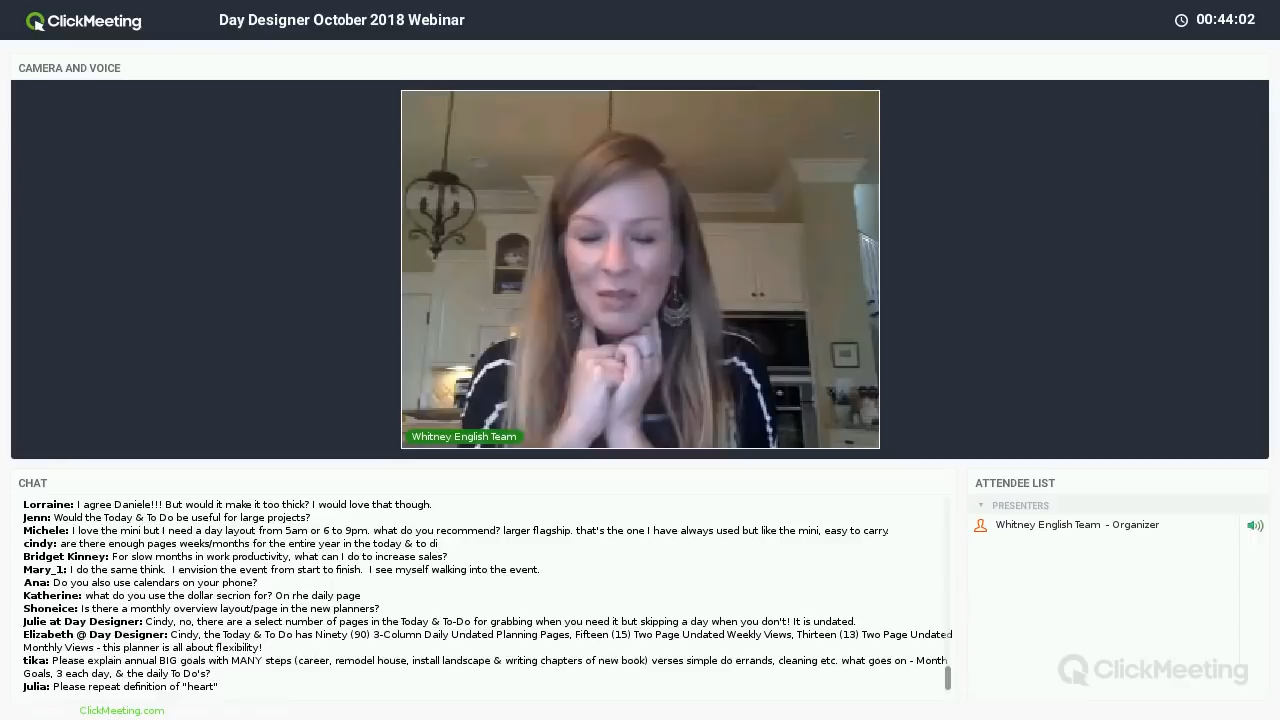 ClickMeeting
Day Designer October 2018 Webinar
00:44:02
CAMERA AND VOICE
Whitney English Team
CHAT
Lorraine: I agree Daniele!!! But would it make it too thick? I would love that though.
Jenn: Would the Today & To Do be useful for large projects?
Michele: I love the mini but I need a day layout from 5am or 6 to 9pm. what do you recommend? larger flagship. that's the one I have always used but like the mini, easy to carry.
cindy: are there enough pages weeks/months for the entire year in the today & to di
Bridget Kinney: For slow months in work productivity, what can I do to increase sales?
Mary_1: I do the same think.  I envision the event from start to finish.  I see myself walking into the event.
Ana: Do you also use calendars on your phone?
Katherine: what do you use the dollar secrion for? On rhe daily page
Shoneice: Is there a monthly overview layout/page in the new planners?
Julie at Day Designer: Cindy, no, there are a select number of pages in the Today & To-Do for grabbing when you need it but skipping a day when you don't! It is undated.
Elizabeth @ Day Designer: Cindy, the Today & To Do has Ninety (90) 3-Column Daily Undated Planning Pages, Fifteen (15) Two Page Undated Weekly Views, Thirteen (13) Two Page Undated
Monthly Views - this planner is all about flexibility!
tika: Please explain annual BIG goals with MANY steps (career, remodel house, install landscape & writing chapters of new book) verses simple do errands, cleaning etc. what goes on - Month
Goals, 3 each day, & the daily To Do's?
Julia: Please repeat definition of "heart"
ATTENDEE LIST
PRESENTERS
Whitney English Team - Organizer
ClickMeeting
ClickMeeting.com